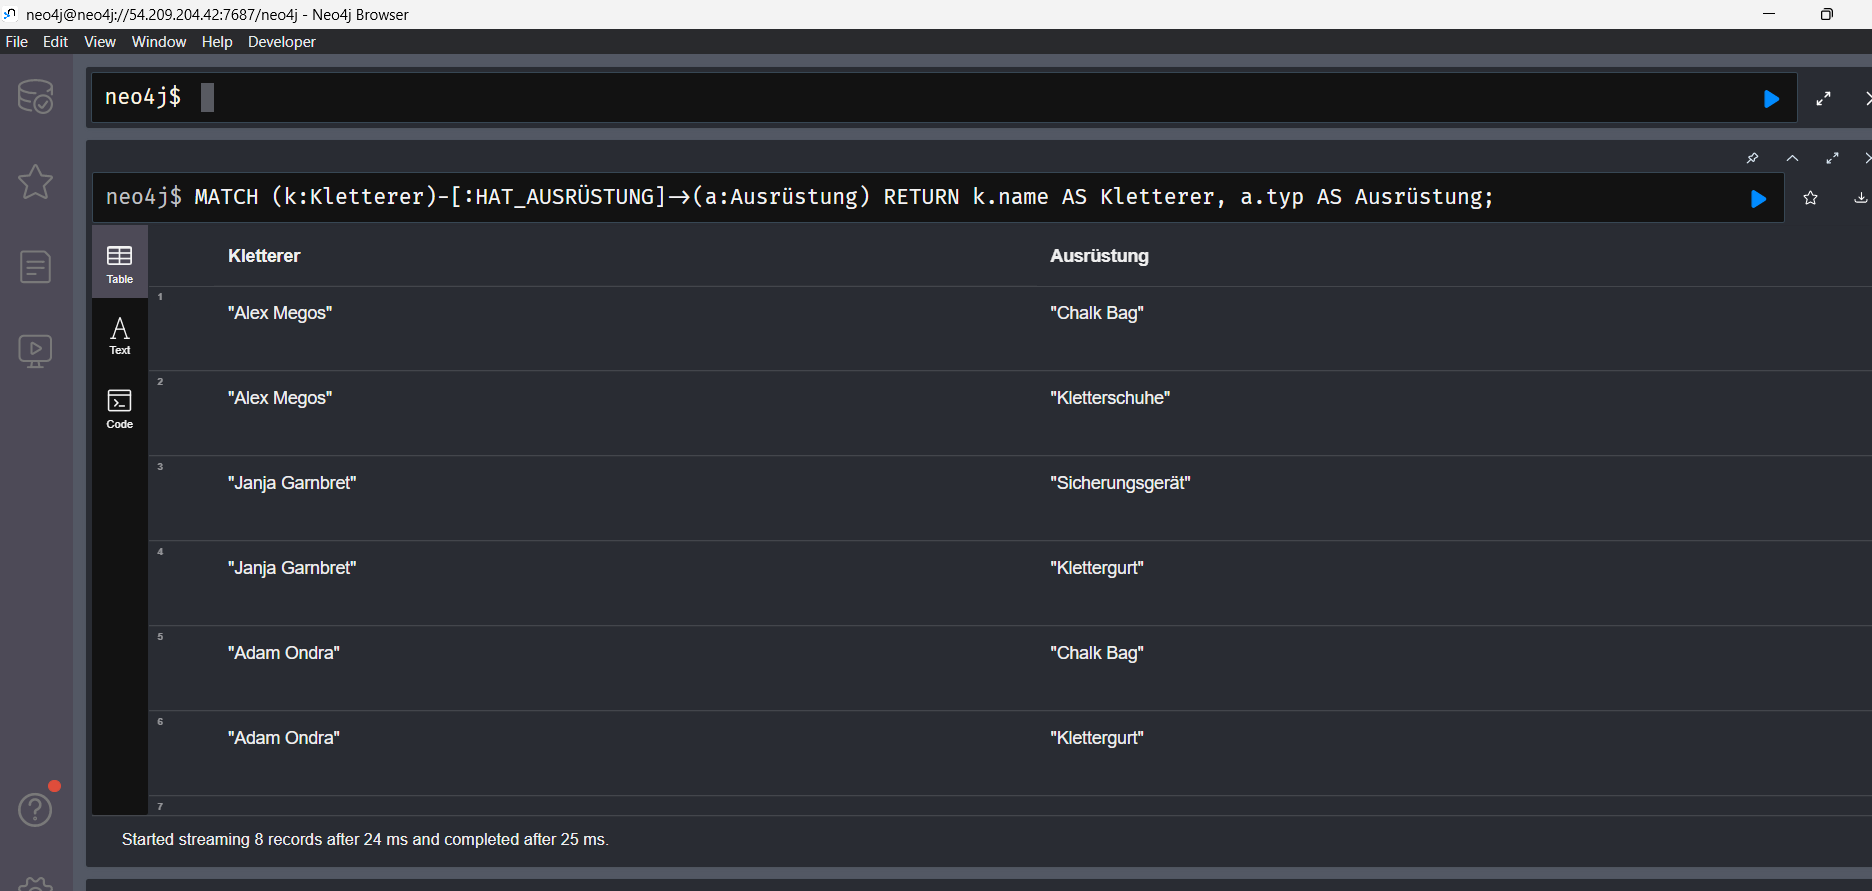 neo4j@neo4j://54.209.204.42:7687/neo4j - Neo4j Browser
File Edit View Window Help Developer
neo4j$
neo4j$ MATCH (k:Kletterer)-[:HAT_AUSRÜSTUNG]->(a:Ausrüstung) RETURN k.name AS Kletterer, a.typ AS Ausrüstung;
Table
Text
Code
Kletterer Ausrüstung
1 "Alex Megos" "Chalk Bag"
2 "Alex Megos" "Kletterschuhe"
3 "Janja Garnbret" "Sicherungsgerät"
4 "Janja Garnbret" "Klettergurt"
5 "Adam Ondra" "Chalk Bag"
6 "Adam Ondra" "Klettergurt"
7
Started streaming 8 records after 24 ms and completed after 25 ms.